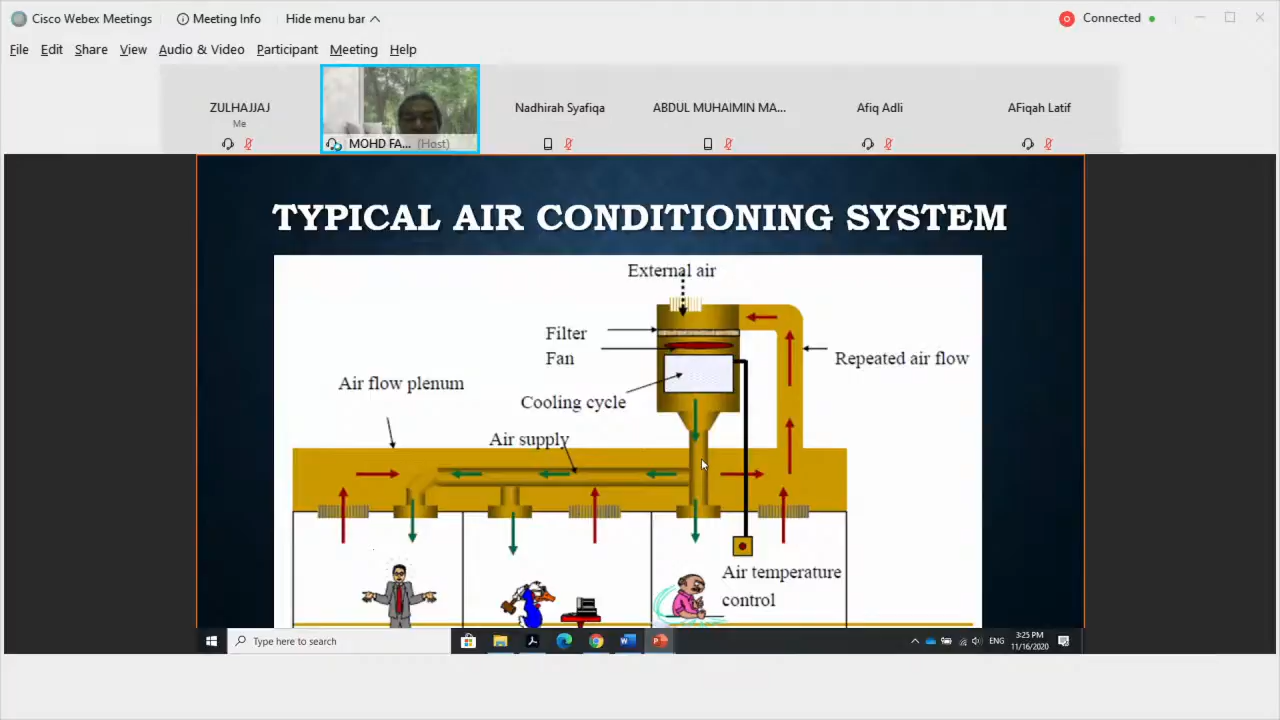 Cisco Webex Meetings
Meeting Info
Hide menu bar
Connected
File Edit Share View Audio & Video Participant Meeting Help
ZULHAJJAJ
Me
MOHD FA... (Host)
Nadhirah Syafiqa
ABDUL MUHAIMIN MA...
Afiq Adli
AFiqah Latif
TYPICAL AIR CONDITIONING SYSTEM
External air
Filter
Fan
Repeated air flow
Air flow plenum
Cooling cycle
Air supply
Air temperature
control
Type here to search
ENG
3:25 PM
11/16/2020